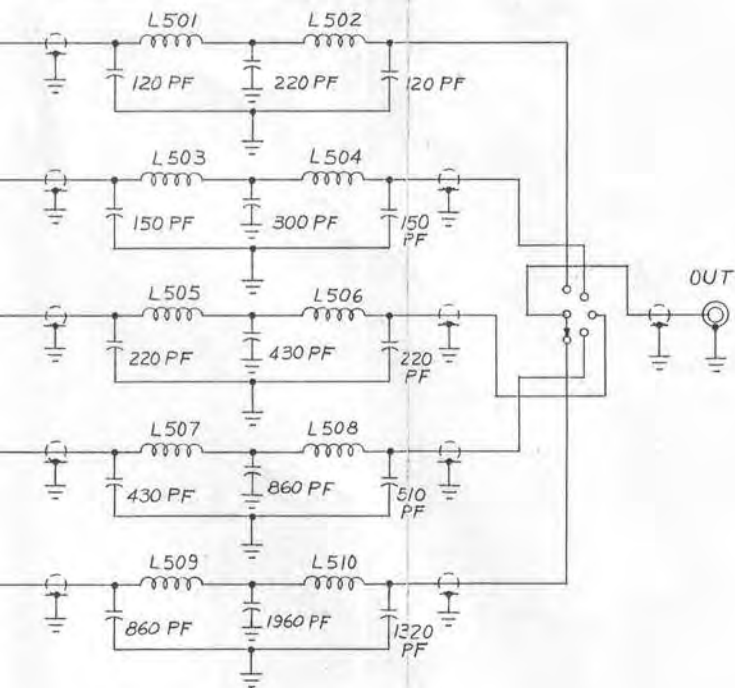 L501
L502
120 PF
220 PF
120 PF
L503
L504
150 PF
300 PF
150
PF
OUT
L505
L506
220 PF
430 PF
220
PF
L507
L508
430 PF
860 PF
510
PF
L509
L510
860 PF
1960 PF
1320
PF